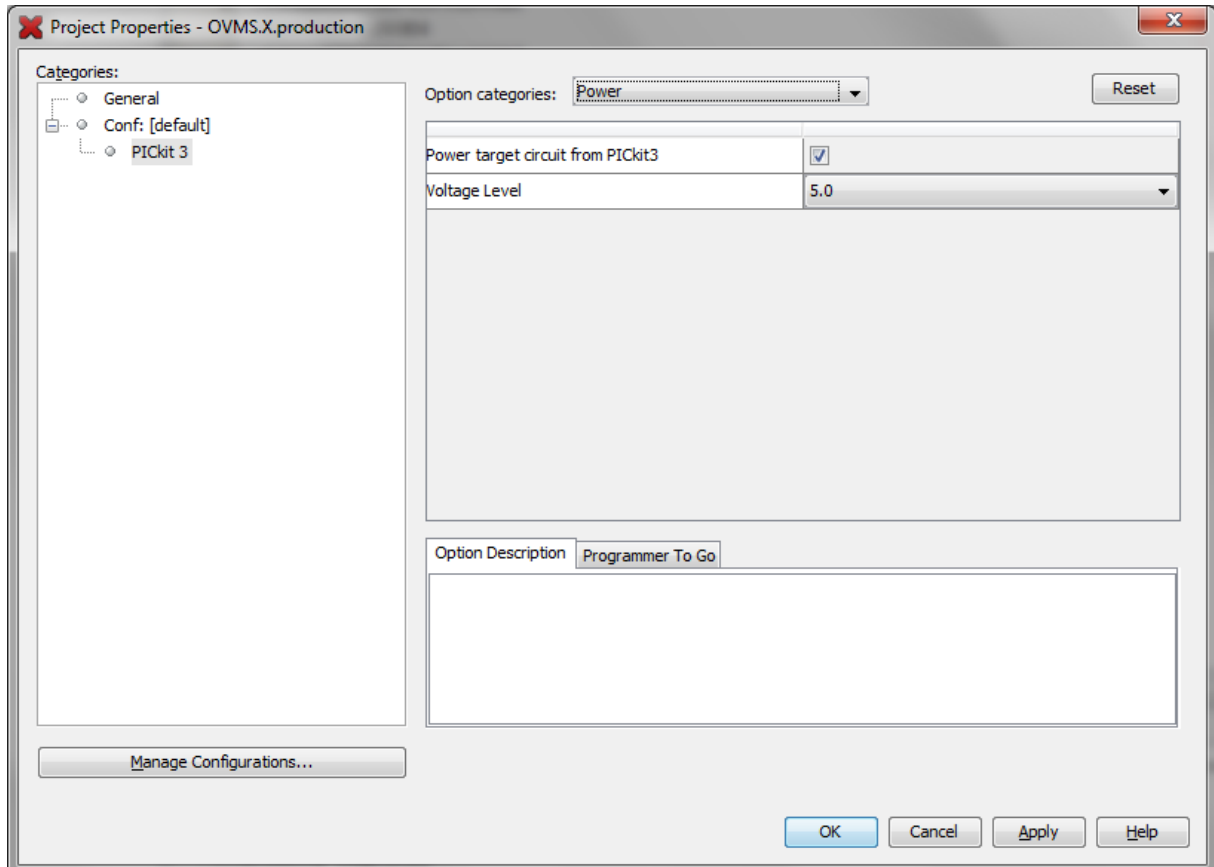 Project Properties - OVMS.X.production
Categories:
General
Conf: [default]
PICkit 3
Manage Configurations...
Option categories: Power
Reset
Power target circuit from PICkit3
Voltage Level 5.0
Option Description Programmer To Go
OK Cancel Apply Help